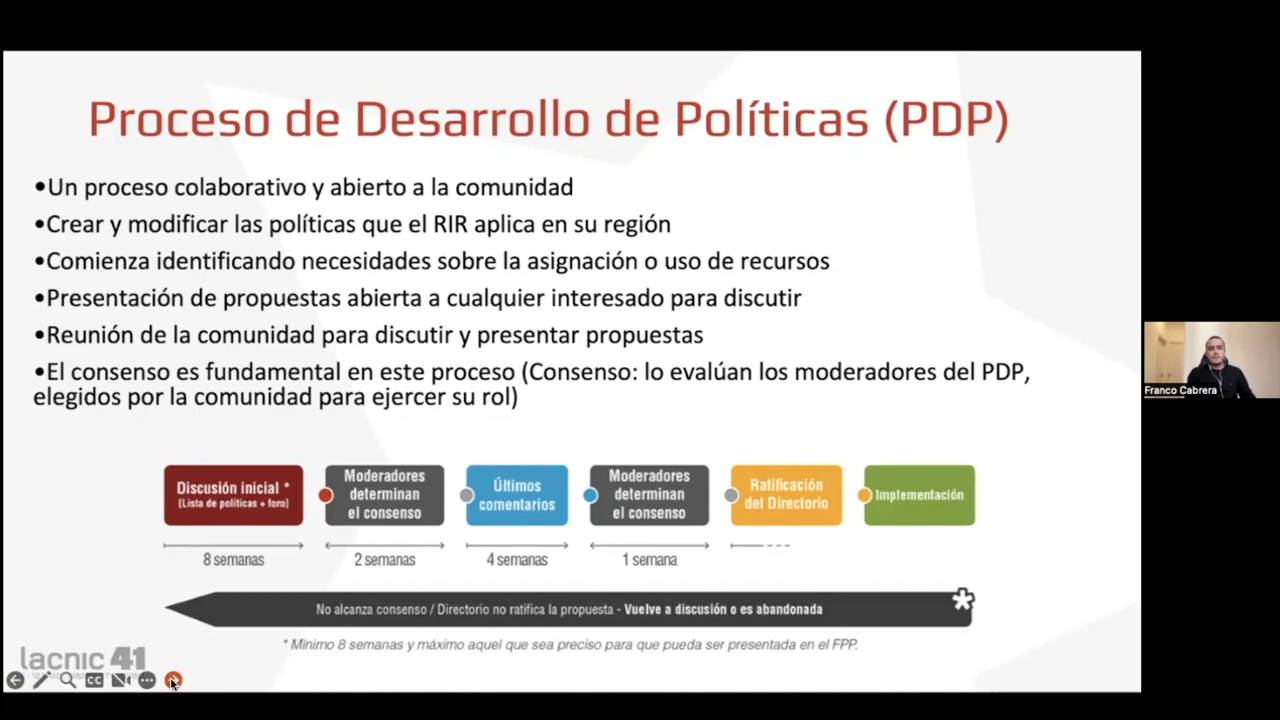 Proceso de Desarrollo de Políticas (PDP)
•Un proceso colaborativo y abierto a la comunidad
•Crear y modificar las políticas que el RIR aplica en su región
•Comienza identificando necesidades sobre la asignación o uso de recursos
•Presentación de propuestas abierta a cualquier interesado para discutir
•Reunión de la comunidad para discutir y presentar propuestas
•El consenso es fundamental en este proceso (Consenso: lo evalúan los moderadores del PDP,
elegidos por la comunidad para ejercer su rol)
Franco Cabrera
Discusión inicial *
(Lista de políticas + foro)
Moderadores
determinan
el consenso
Últimos
comentarios
Moderadores
determinan
el consenso
Ratificación
del Directorio
Implementación
8 semanas
2 semanas
4 semanas
1 semana
No alcanza consenso / Directorio no ratifica la propuesta - Vuelve a discusión o es abandonada
*
* Mínimo 8 semanas y máximo aquel que sea preciso para que pueda ser presentada en el FPP.
lacnic 41
CC